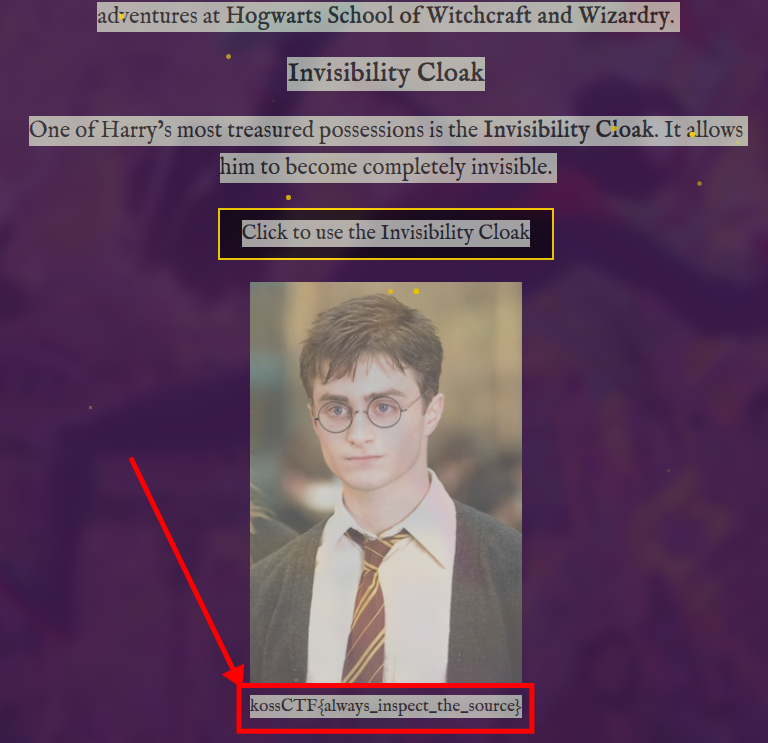 adventures at Hogwarts School of Witchcraft and Wizardry.
Invisibility Cloak
One of Harry's most treasured possessions is the Invisibility Cloak. It allows
him to become completely invisible.
Click to use the Invisibility Cloak
kossCTF{always_inspect_the_source}